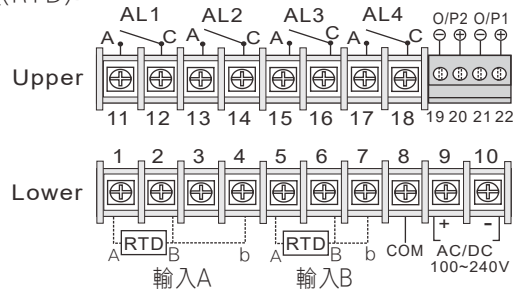 (RTD)
AL1 AL2 AL3 AL4 O/P2 O/P1
A C A C A C A C ⊖ ⊕ ⊖ ⊕
Upper
11 12 13 14 15 16 17 18 19 20 21 22
1 2 3 4 5 6 7 8 9 10
Lower
+ -
A RTD B b A RTD B b COM AC/DC
100~240V
輸入A 輸入B